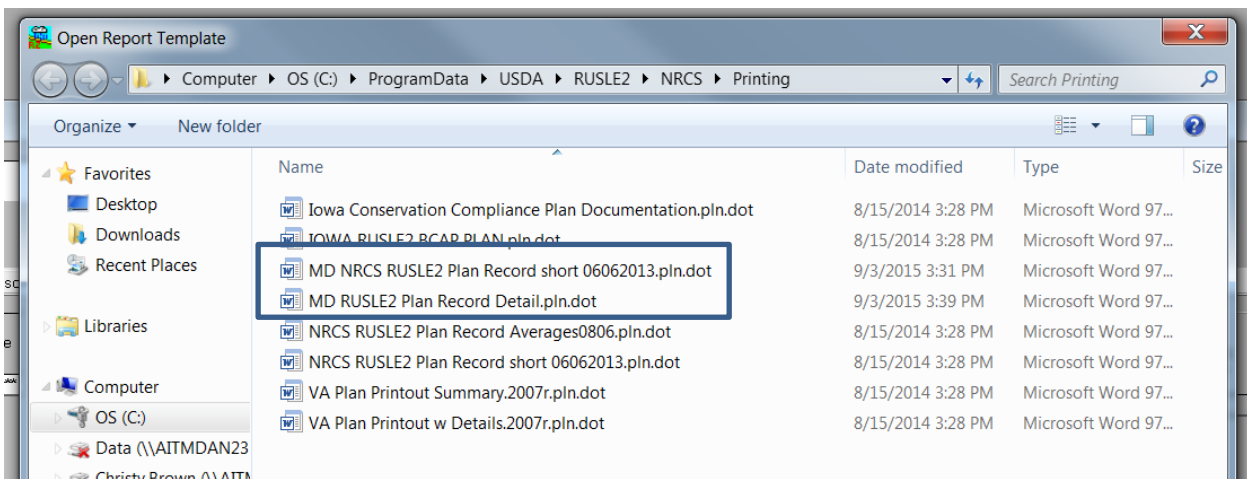 Open Report Template
Computer OS (C:) ProgramData USDA RUSLE2 NRCS Printing Search Printing
Organize New folder
Name Date modified Type Size
Favorites
Desktop
Downloads
Recent Places
Libraries
Computer
OS (C:)
Data (\\AITMDAN23
Christy Brown (\\AITM
Iowa Conservation Compliance Plan Documentation.pln.dot 8/15/2014 3:28 PM Microsoft Word 97...
IOWA RUSLE2 BCAP PLAN.pln.dot 8/15/2014 3:28 PM Microsoft Word 97...
MD NRCS RUSLE2 Plan Record short 06062013.pln.dot 9/3/2015 3:31 PM Microsoft Word 97...
MD RUSLE2 Plan Record Detail.pln.dot 9/3/2015 3:39 PM Microsoft Word 97...
NRCS RUSLE2 Plan Record Averages0806.pln.dot 8/15/2014 3:28 PM Microsoft Word 97...
NRCS RUSLE2 Plan Record short 06062013.pln.dot 8/15/2014 3:28 PM Microsoft Word 97...
VA Plan Printout Summary.2007r.pln.dot 8/15/2014 3:28 PM Microsoft Word 97...
VA Plan Printout w Details.2007r.pln.dot 8/15/2014 3:28 PM Microsoft Word 97...